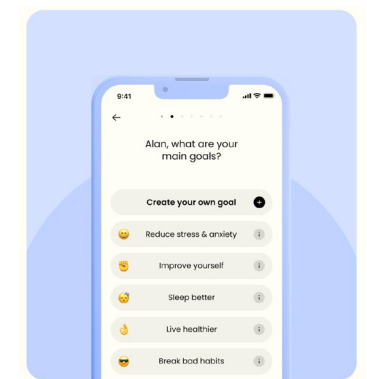 9:41
Alan, what are your
main goals?
Create your own goal
Reduce stress & anxiety
Improve yourself
Sleep better
Live healthier
Break bad habits